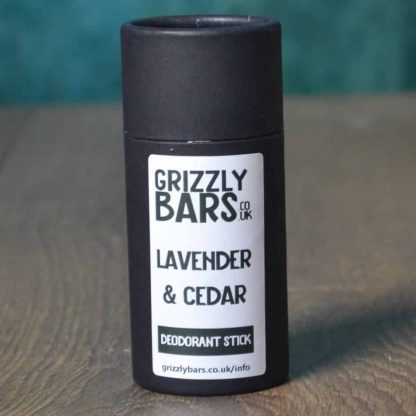 GRIZZLY
BARS.CO.UK
LAVENDER
& CEDAR
DEODORANT STICK
grizzlybars.co.uk/info